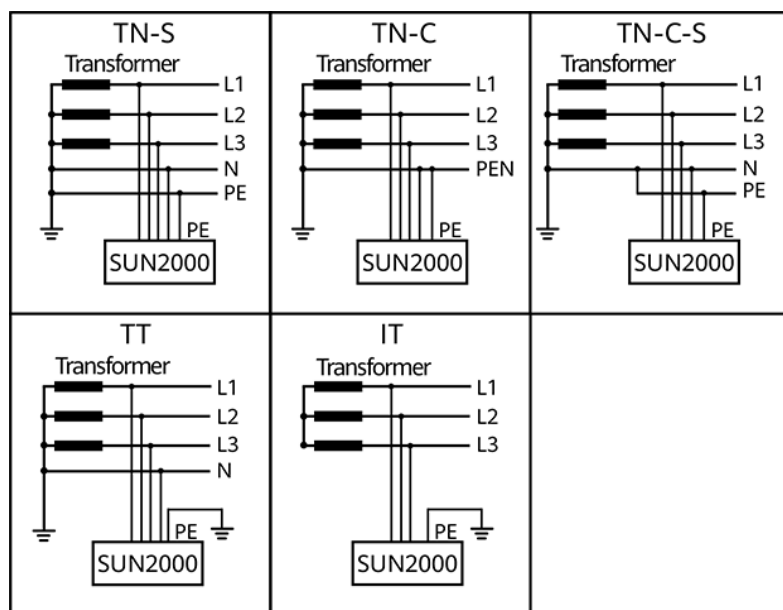 TN-S
Transformer
L1
L2
L3
N
PE
PE
SUN2000
TN-C
Transformer
L1
L2
L3
PEN
PE
SUN2000
TN-C-S
Transformer
L1
L2
L3
N
PE
PE
SUN2000
TT
Transformer
L1
L2
L3
N
PE
SUN2000
IT
Transformer
L1
L2
L3
PE
SUN2000